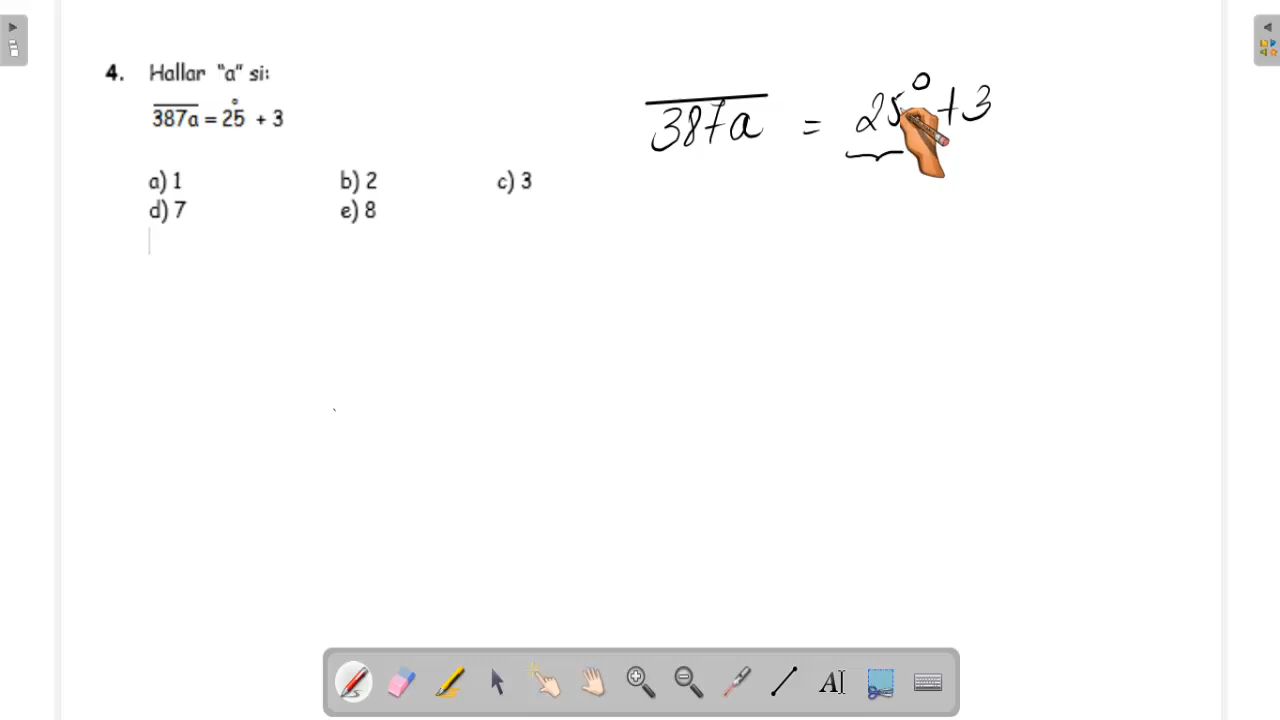 4. Hallar "a" si:
387a = 25 + 3
a) 1 b) 2 c) 3
d) 7 e) 8
387a = 25° + 3
A